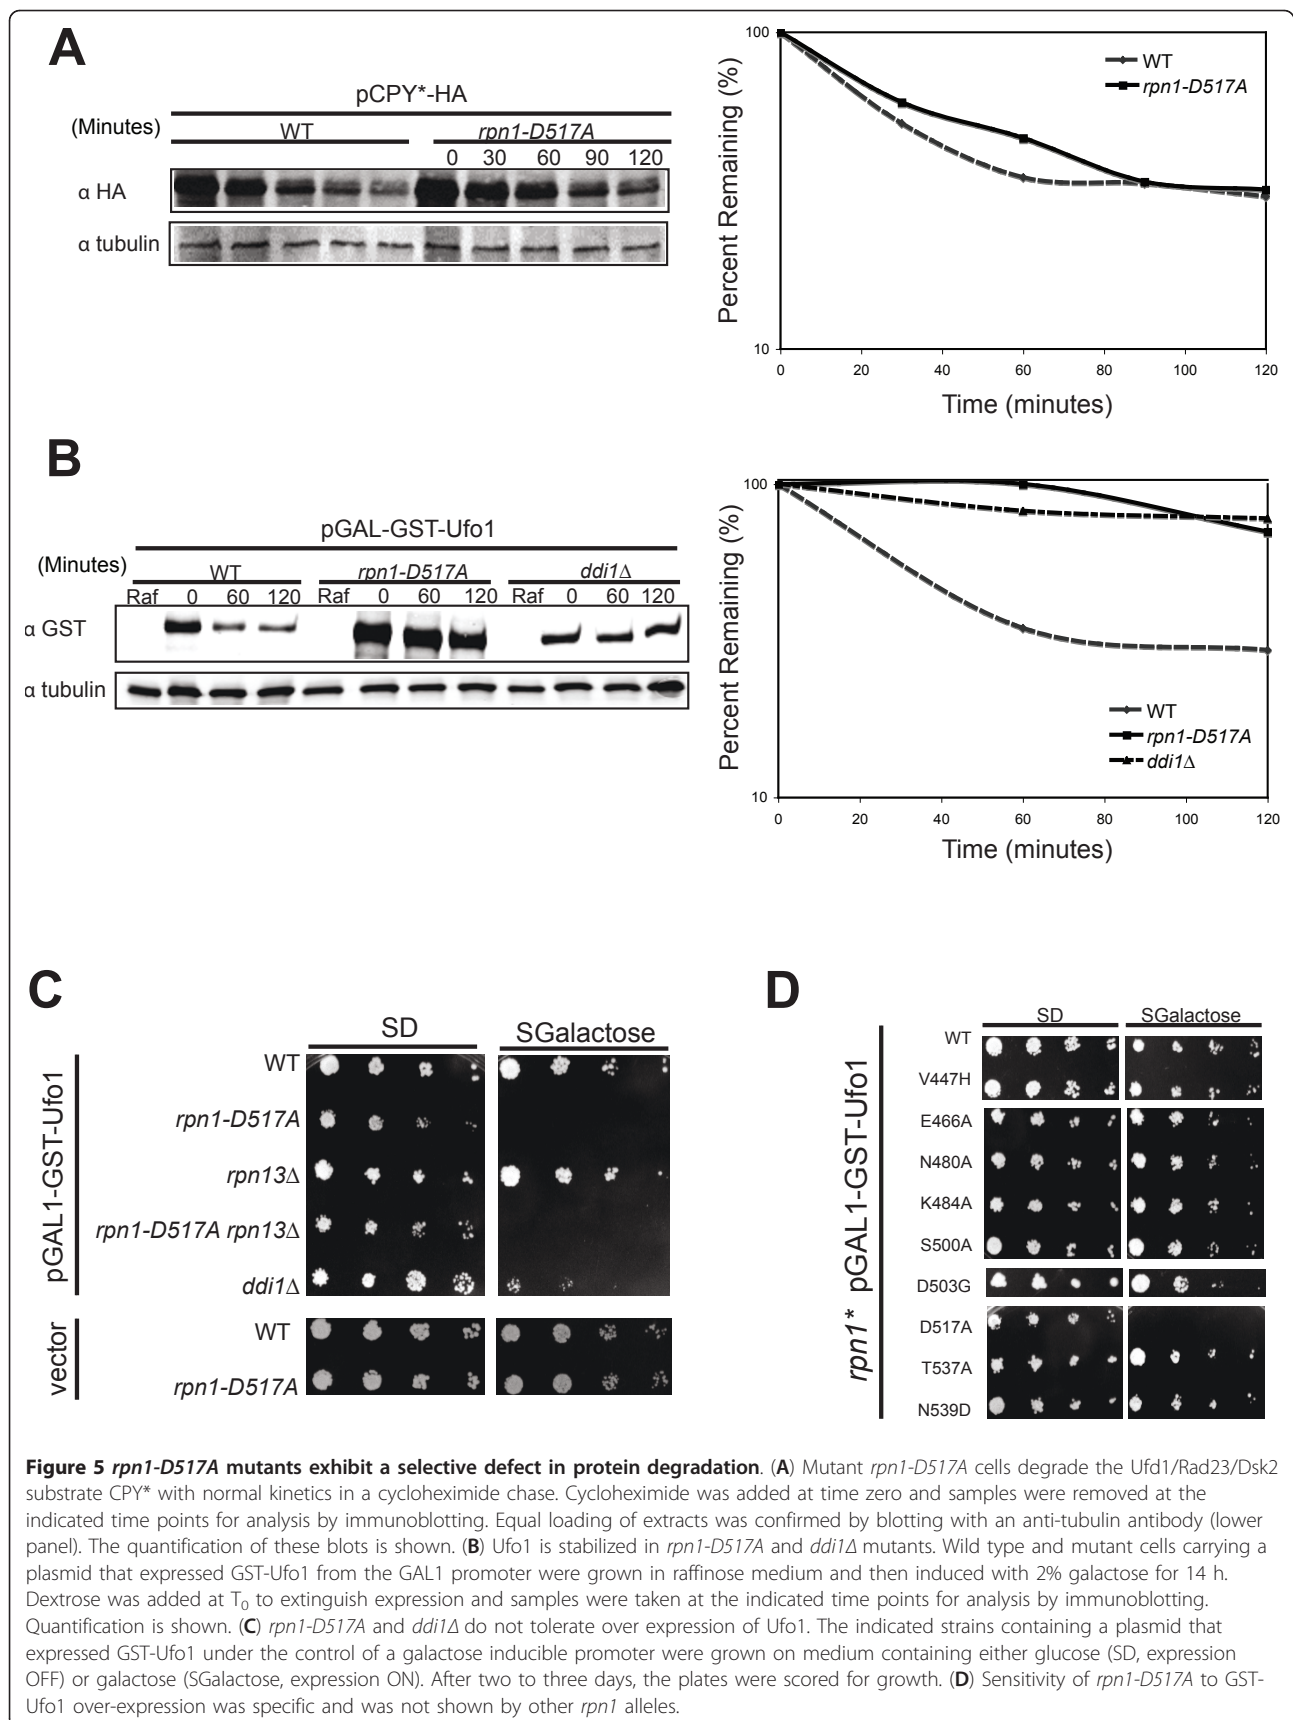 A
pCPY*-HA
(Minutes)
WT
rpn1-D517A
0 30 60 90 120
α HA
α tubulin
Percent Remaining (%)
100
10
WT
rpn1-D517A
0 20 40 60 80 100 120
Time (minutes)
B
pGAL-GST-Ufo1
(Minutes)
WT
rpn1-D517A
ddi1Δ
Raf 0 60 120 Raf 0 60 120 Raf 0 60 120
α GST
α tubulin
Percent Remaining (%)
100
10
WT
rpn1-D517A
ddi1Δ
0 20 40 60 80 100 120
Time (minutes)
C
SD
SGalactose
pGAL1-GST-Ufo1
WT
rpn1-D517A
rpn13Δ
rpn1-D517A rpn13Δ
ddi1Δ
vector
WT
rpn1-D517A
D
SD
SGalactose
rpn1* pGAL1-GST-Ufo1
WT
V447H
E466A
N480A
K484A
S500A
D503G
D517A
T537A
N539D
Figure 5 rpn1-D517A mutants exhibit a selective defect in protein degradation. (A) Mutant rpn1-D517A cells degrade the Ufd1/Rad23/Dsk2
substrate CPY* with normal kinetics in a cycloheximide chase. Cycloheximide was added at time zero and samples were removed at the
indicated time points for analysis by immunoblotting. Equal loading of extracts was confirmed by blotting with an anti-tubulin antibody (lower
panel). The quantification of these blots is shown. (B) Ufo1 is stabilized in rpn1-D517A and ddi1Δ mutants. Wild type and mutant cells carrying a
plasmid that expressed GST-Ufo1 from the GAL1 promoter were grown in raffinose medium and then induced with 2% galactose for 14 h.
Dextrose was added at T0 to extinguish expression and samples were taken at the indicated time points for analysis by immunoblotting.
Quantification is shown. (C) rpn1-D517A and ddi1Δ do not tolerate over expression of Ufo1. The indicated strains containing a plasmid that
expressed GST-Ufo1 under the control of a galactose inducible promoter were grown on medium containing either glucose (SD, expression
OFF) or galactose (SGalactose, expression ON). After two to three days, the plates were scored for growth. (D) Sensitivity of rpn1-D517A to GST-
Ufo1 over-expression was specific and was not shown by other rpn1 alleles.